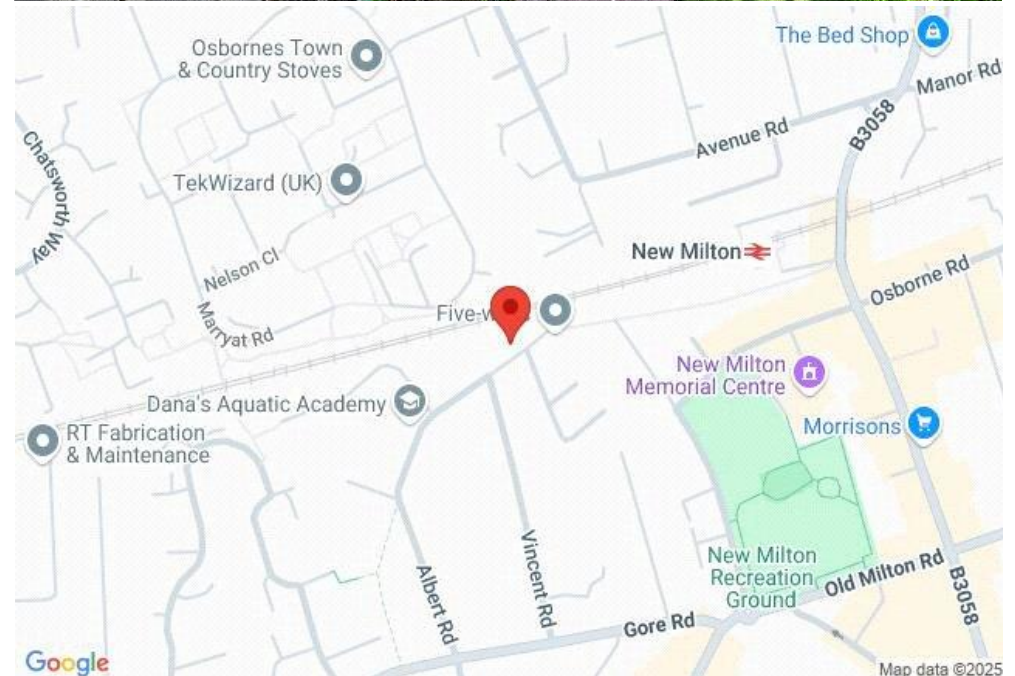 The Bed Shop
Osbornes Town
& Country Stoves
Manor Rd
B3058
Avenue Rd
Chatsworth Way
TekWizard (UK)
New Milton
Nelson Cl
Osborne Rd
Marryat Rd
New Milton
Memorial Centre
Dana's Aquatic Academy
Morrisons
RT Fabrication
& Maintenance
Vincent Rd
New Milton
Recreation
Ground
Old Milton Rd
Albert Rd
B3058
Gore Rd
Google
Map data ©2025